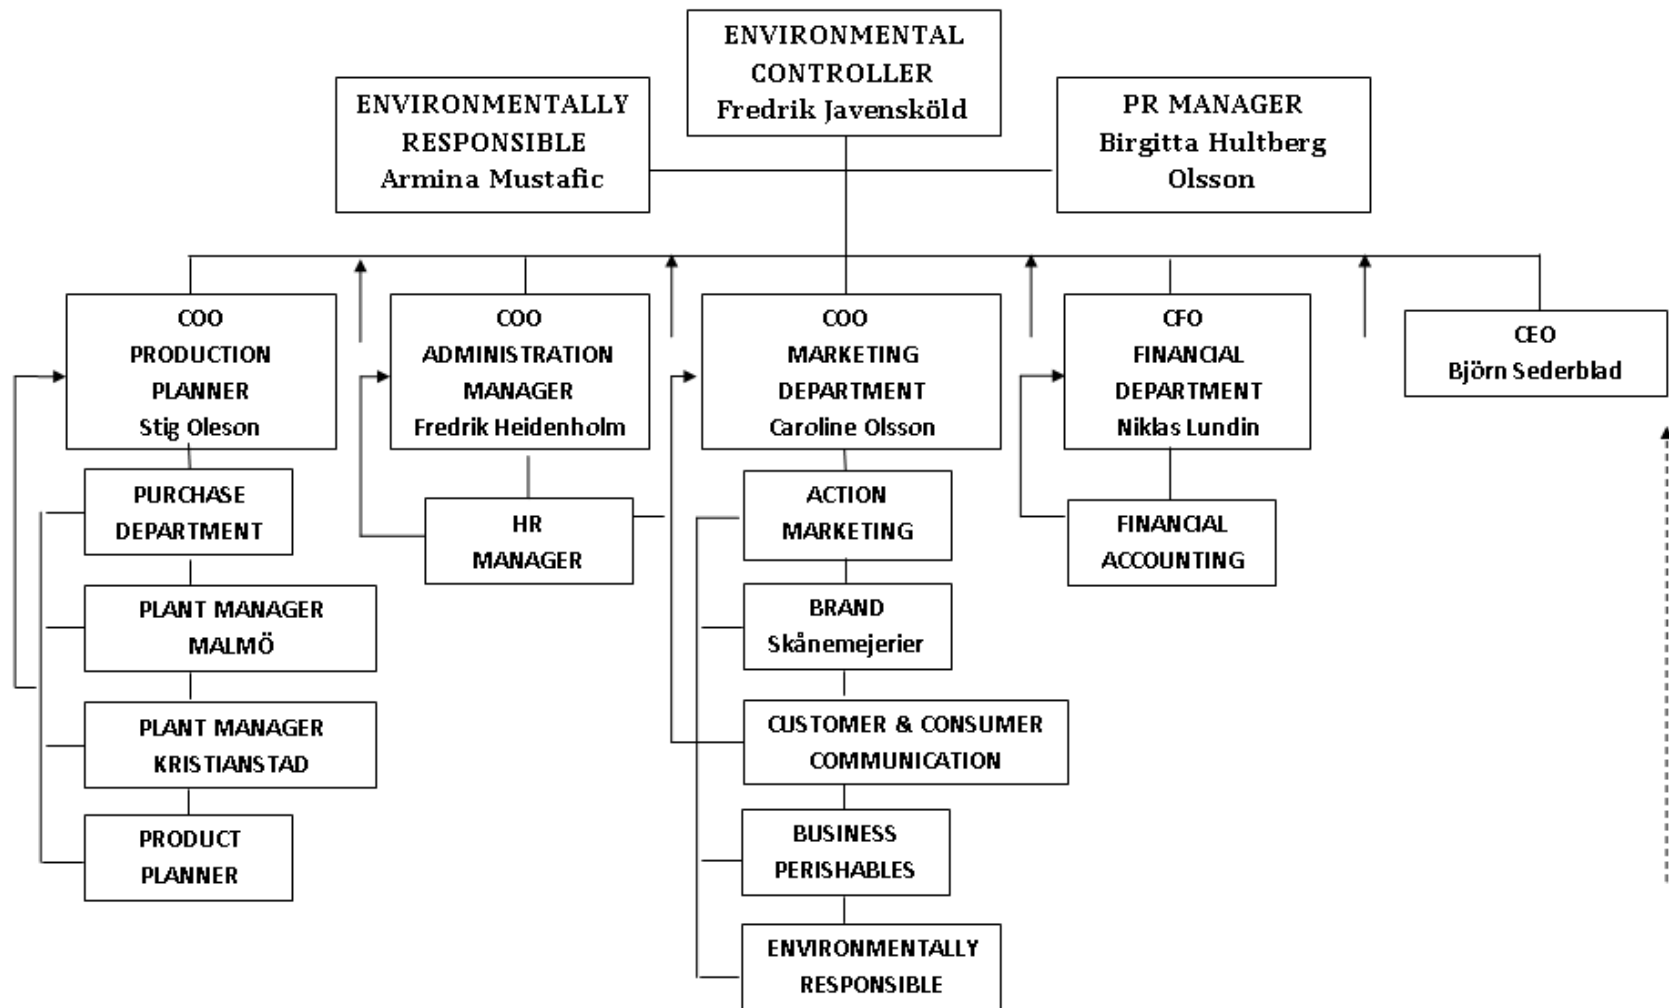 ENVIRONMENTAL
CONTROLLER
Fredrik Javensköld
ENVIRONMENTALLY
RESPONSIBLE
Armina Mustafic
PR MANAGER
Birgitta Hultberg
Olsson
COO
PRODUCTION
PLANNER
Stig Oleson
COO
ADMINISTRATION
MANAGER
Fredrik Heidenholm
COO
MARKETING
DEPARTMENT
Caroline Olsson
CFO
FINANCIAL
DEPARTMENT
Niklas Lundin
CEO
Björn Sederblad
PURCHASE
DEPARTMENT
PLANT MANAGER
MALMÖ
PLANT MANAGER
KRISTIANSTAD
PRODUCT
PLANNER
HR
MANAGER
ACTION
MARKETING
BRAND
Skånemejerier
CUSTOMER & CONSUMER
COMMUNICATION
BUSINESS
PERISHABLES
ENVIRONMENTALLY
RESPONSIBLE
FINANCIAL
ACCOUNTING